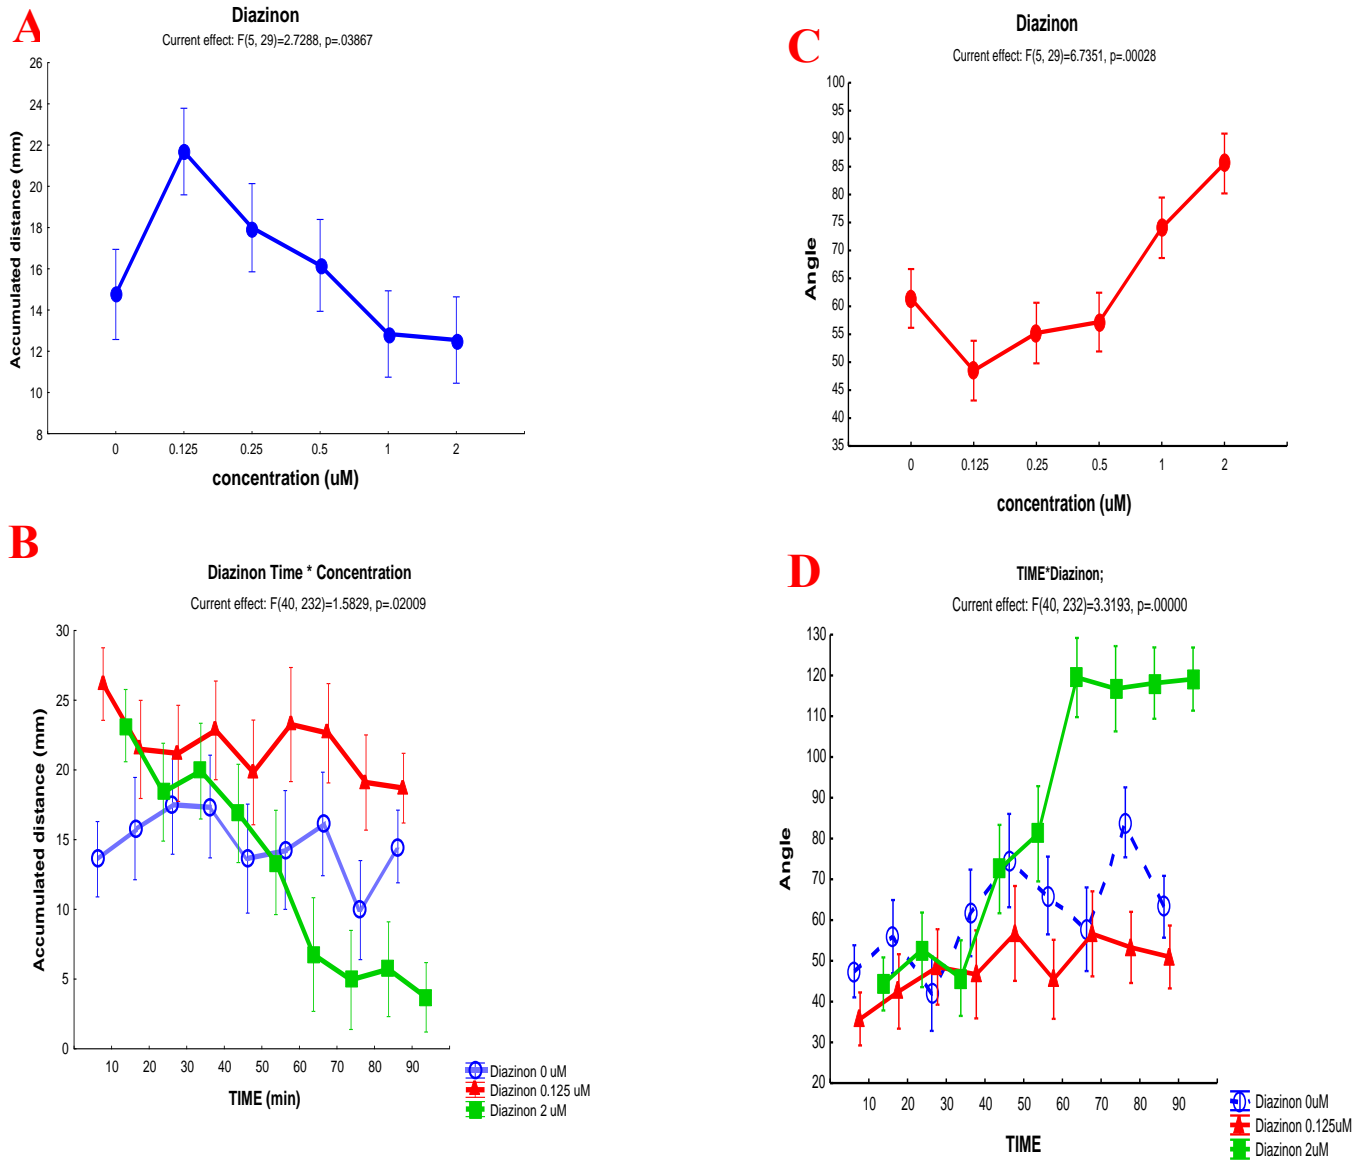 A
Diazinon
Current effect: F(5, 29)=2.7288, p=.03867
26
24
22
20
18
16
14
12
10
8
Accumulated distance (mm)
0 0.125 0.25 0.5 1 2
concentration (uM)
C
Diazinon
Current effect: F(5, 29)=6.7351, p=.00028
100
95
90
85
80
75
70
65
60
55
50
45
40
35
Angle
0 0.125 0.25 0.5 1 2
concentration (uM)
B
Diazinon Time * Concentration
Current effect: F(40, 232)=1.5829, p=.02009
30
25
20
15
10
5
0
Accumulated distance (mm)
10 20 30 40 50 60 70 80 90
TIME (min)
Diazinon 0 uM
Diazinon 0.125 uM
Diazinon 2 uM
D
TIME*Diazinon;
Current effect: F(40, 232)=3.3193, p=.00000
130
120
110
100
90
80
70
60
50
40
30
20
Angle
10 20 30 40 50 60 70 80 90
TIME
Diazinon 0uM
Diazinon 0.125uM
Diazinon 2uM